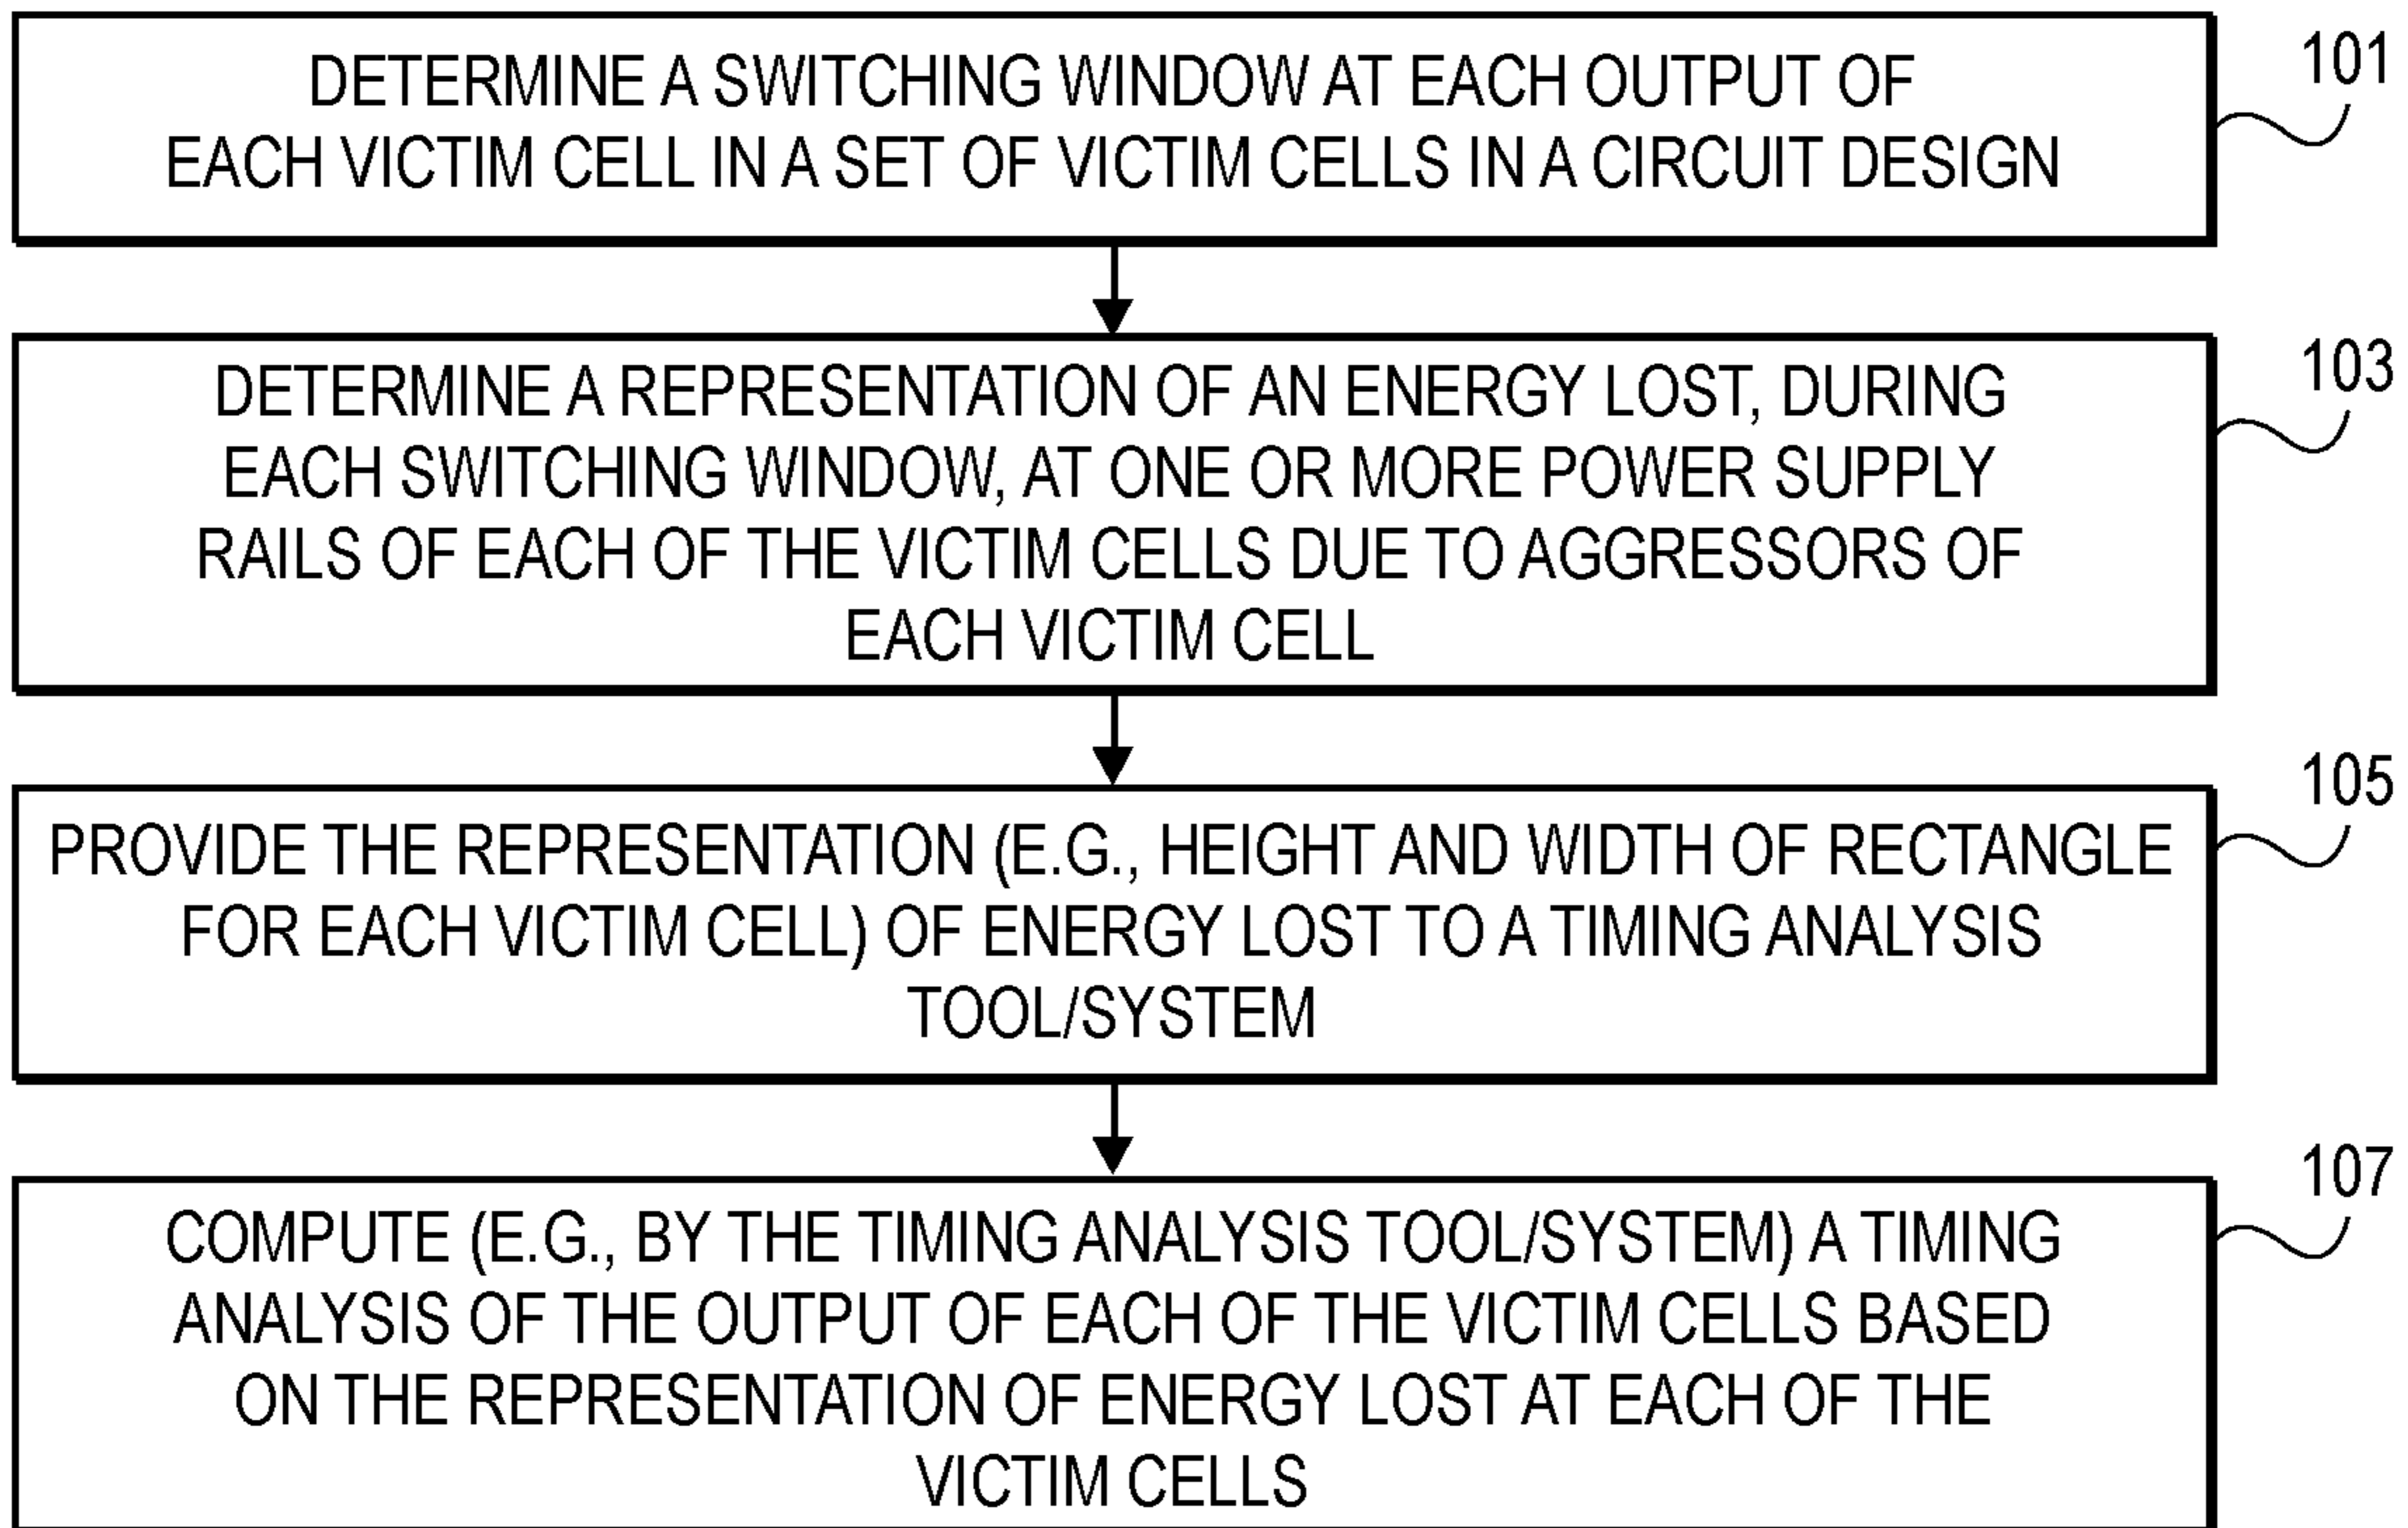 DETERMINE A SWITCHING WINDOW AT EACH OUTPUT OF
EACH VICTIM CELL IN A SET OF VICTIM CELLS IN A CIRCUIT DESIGN
101
DETERMINE A REPRESENTATION OF AN ENERGY LOST, DURING
EACH SWITCHING WINDOW, AT ONE OR MORE POWER SUPPLY
RAILS OF EACH OF THE VICTIM CELLS DUE TO AGGRESSORS OF
EACH VICTIM CELL
103
PROVIDE THE REPRESENTATION (E.G., HEIGHT AND WIDTH OF RECTANGLE
FOR EACH VICTIM CELL) OF ENERGY LOST TO A TIMING ANALYSIS
TOOL/SYSTEM
105
COMPUTE (E.G., BY THE TIMING ANALYSIS TOOL/SYSTEM) A TIMING
ANALYSIS OF THE OUTPUT OF EACH OF THE VICTIM CELLS BASED
ON THE REPRESENTATION OF ENERGY LOST AT EACH OF THE
VICTIM CELLS
107